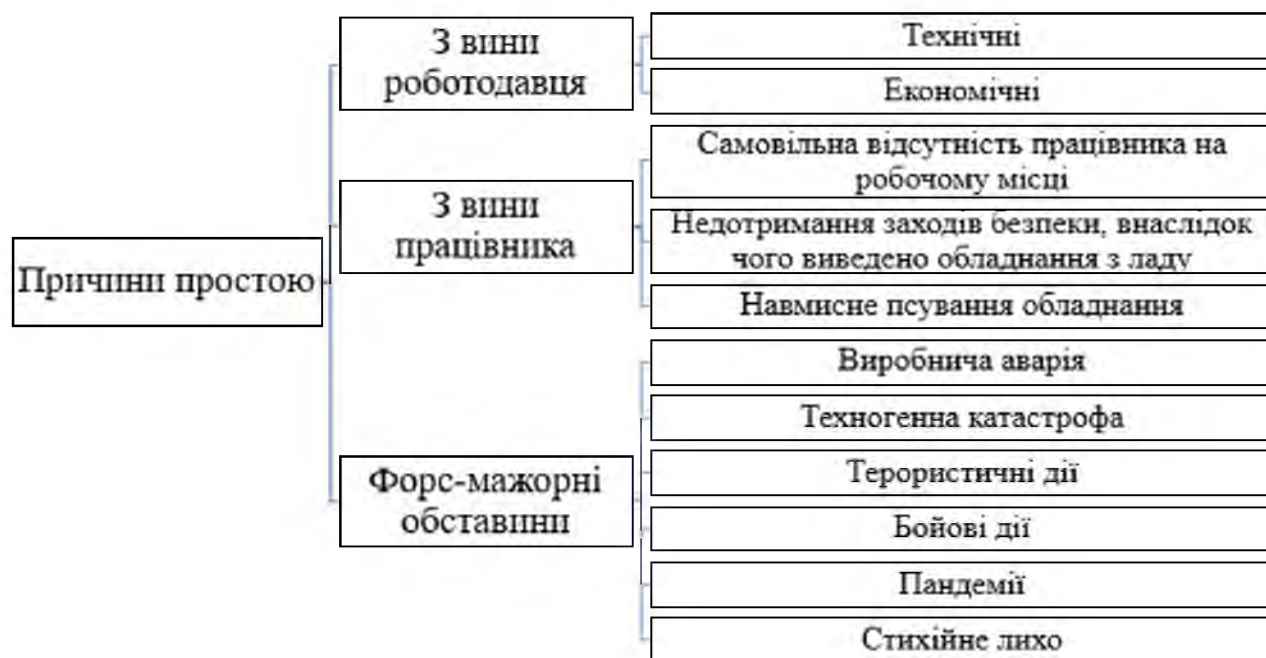 Причини простою
З вини
роботодавця
Технічні
Економічні
З вини
працівника
Самовільна відсутність працівника на
робочому місці
Недотримання заходів безпеки, внаслідок
чого виведено обладнання з ладу
Навмисне псування обладнання
Форс-мажорні
обставини
Виробнича аварія
Техногенна катастрофа
Терористичні дії
Бойові дії
Пандемії
Стихійне лихо